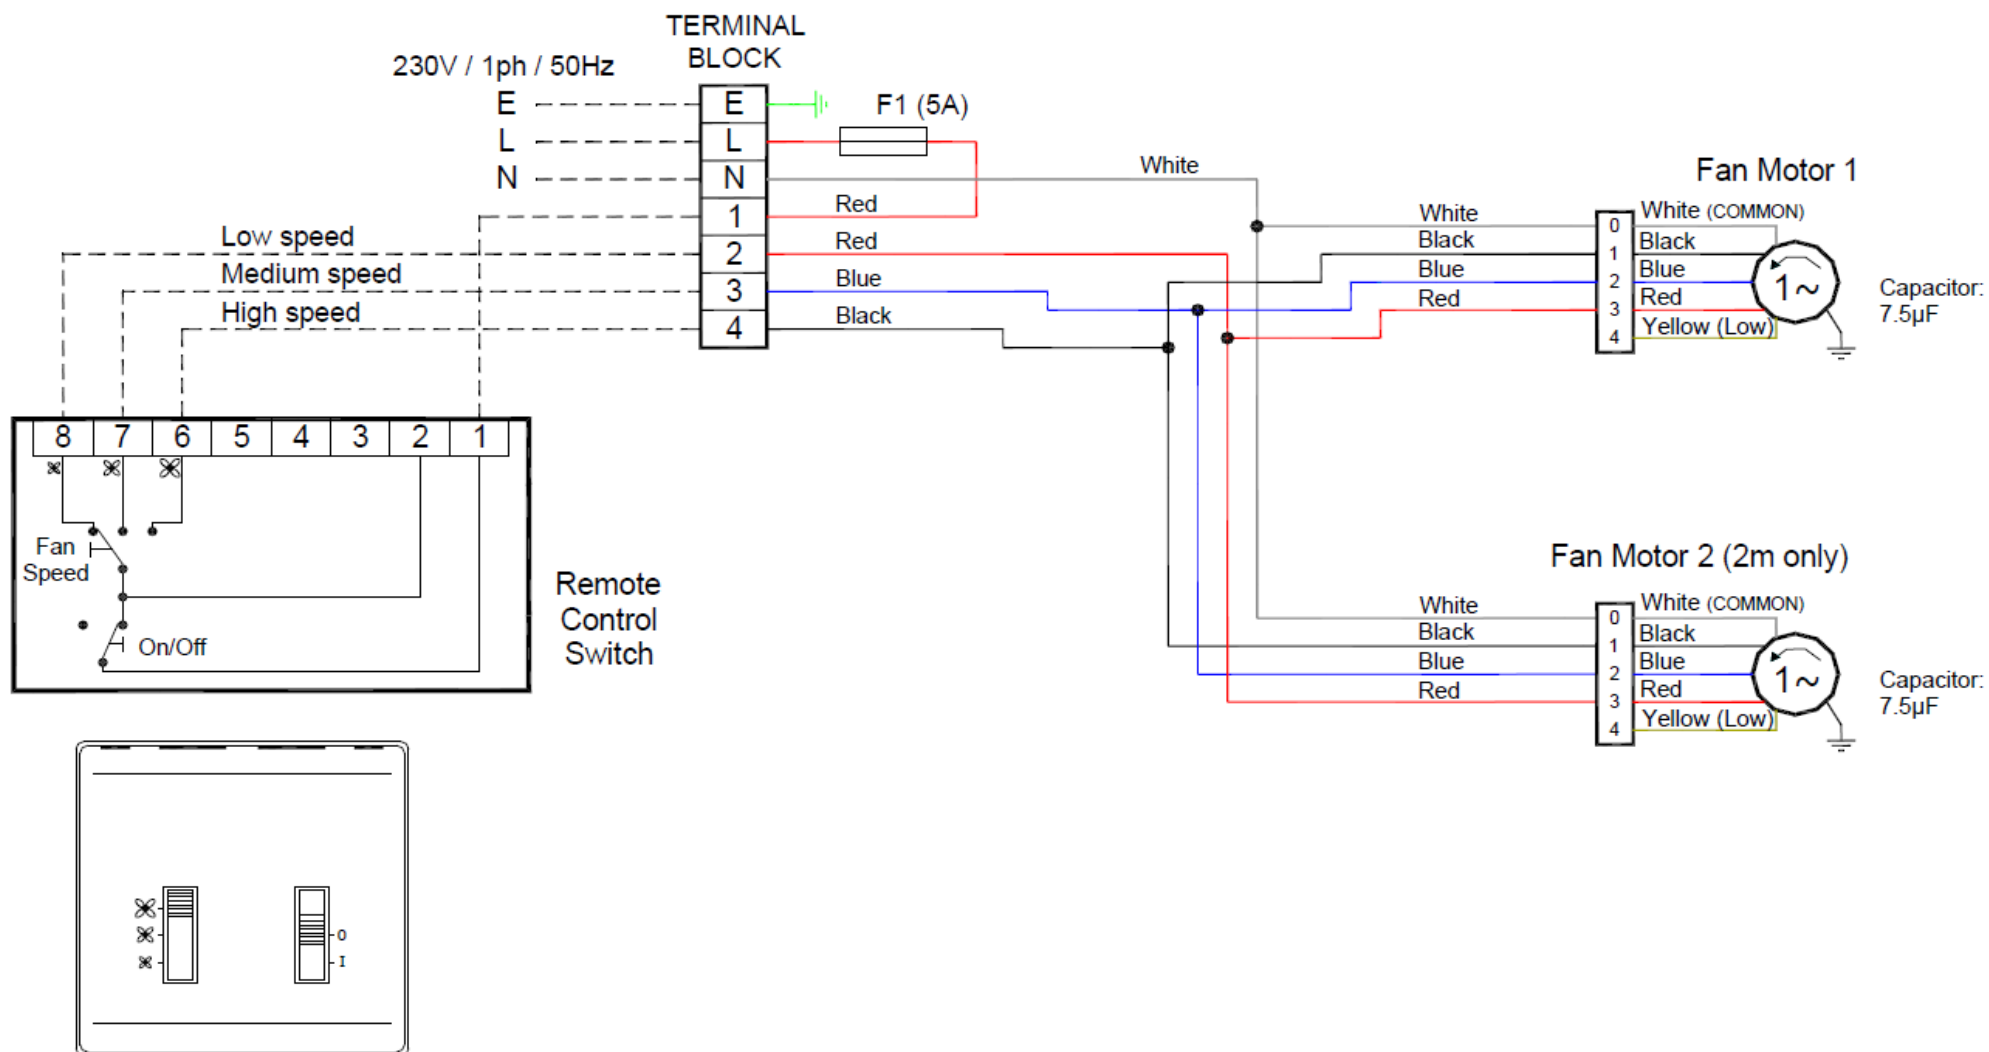 TERMINAL
BLOCK
230V / 1ph / 50Hz
E
L
N
E
L
N
1
2
3
4
F1 (5A)
White
Red
Red
Blue
Black
Low speed
Medium speed
High speed
Fan Motor 1
White
Black
Blue
Red
0
1
2
3
4
White (COMMON)
Black
Blue
Red
Yellow (Low)
1~
Capacitor:
7.5µF
8 7 6 5 4 3 2 1
Fan
Speed
On/Off
Remote
Control
Switch
Fan Motor 2 (2m only)
White
Black
Blue
Red
0
1
2
3
4
White (COMMON)
Black
Blue
Red
Yellow (Low)
1~
Capacitor:
7.5µF
O
I